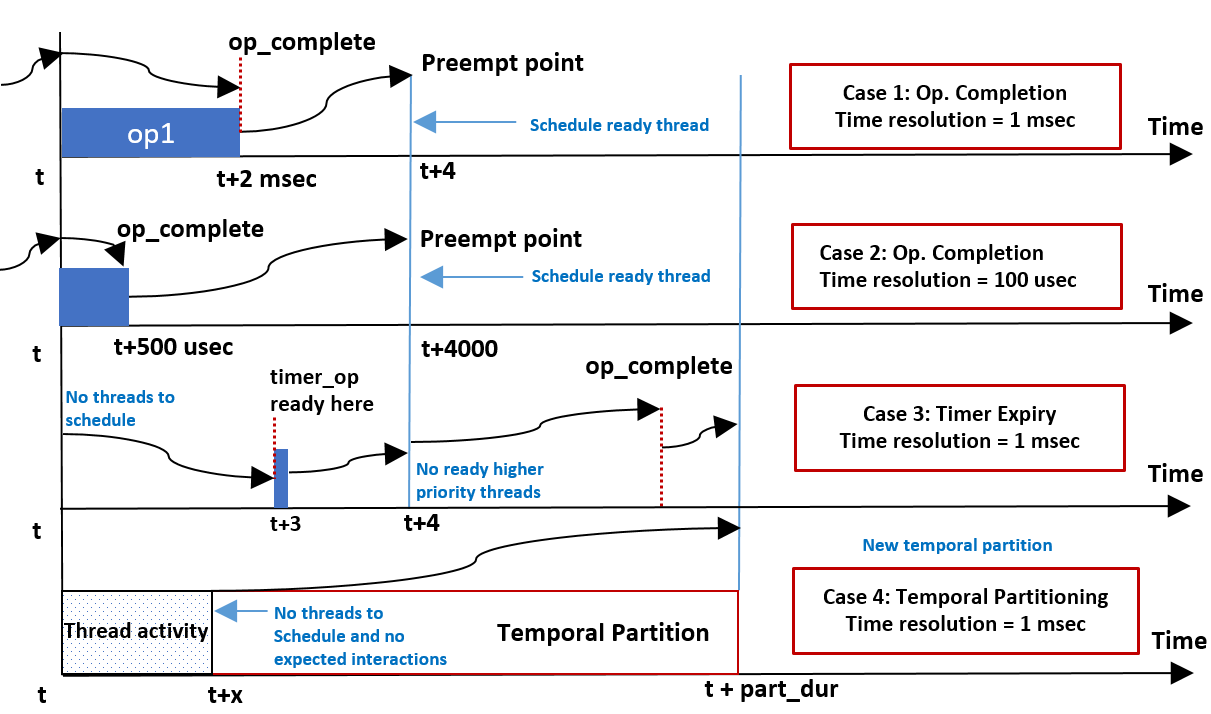 op_complete
Preempt point
Case 1: Op. Completion
Time resolution = 1 msec
op1
Schedule ready thread
Time
t
t+2 msec
t+4
op_complete
Preempt point
Case 2: Op. Completion
Time resolution = 100 usec
Schedule ready thread
Time
t
t+500 usec
t+4000
No threads to
schedule
timer_op
ready here
op_complete
Case 3: Timer Expiry
Time resolution = 1 msec
No ready higher
priority threads
Time
t
t+3
t+4
New temporal partition
Case 4: Temporal Partitioning
Time resolution = 1 msec
Thread activity
No threads to
Schedule and no
expected interactions
Temporal Partition
Time
t
t+x
t + part_dur